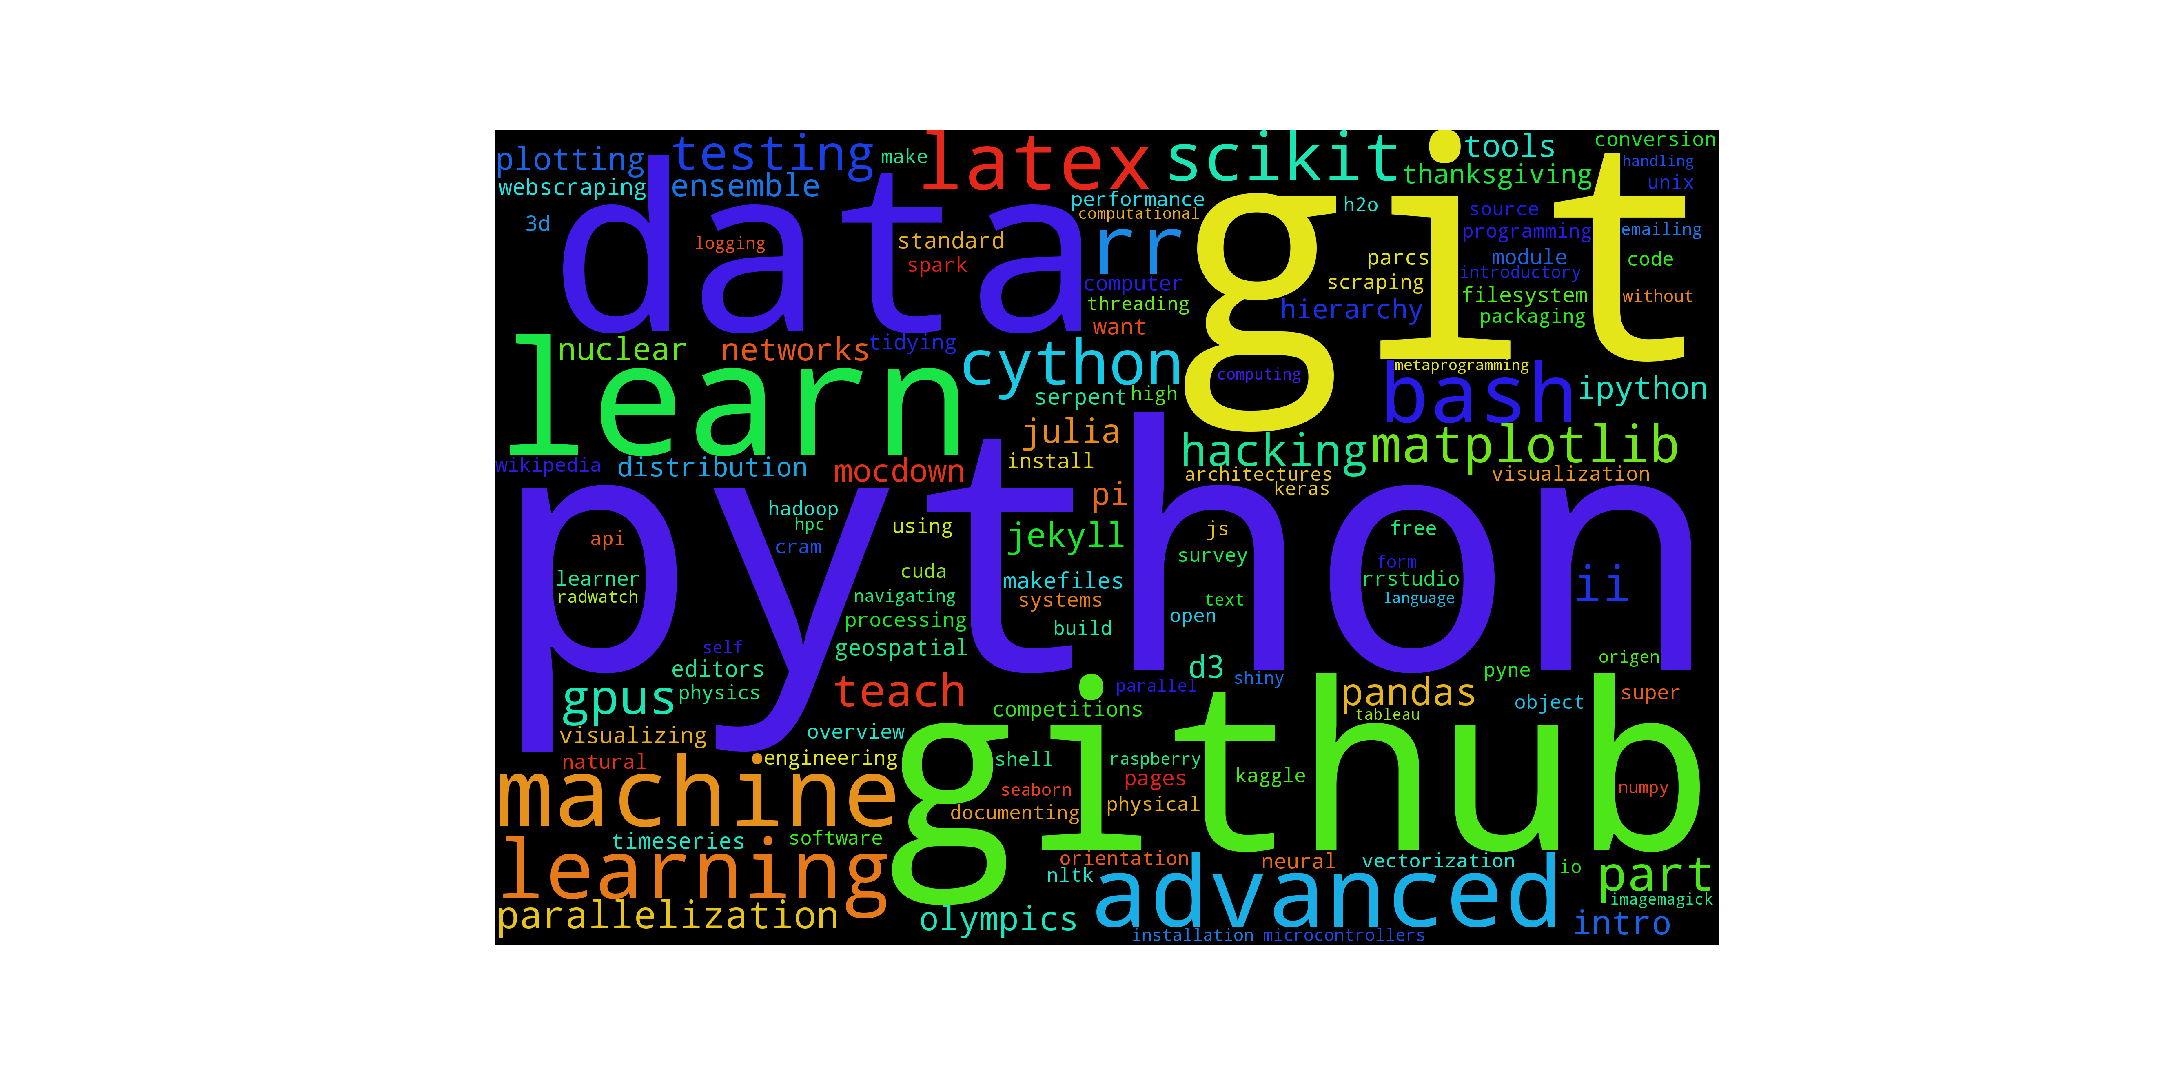 plotting
testing
make
latex
scikit
tools
conversion
handling
webscraping
ensemble
thanksgiving
unix
3d
data
performance
computational
h2o
git
source
programming
emailing
logging
standard
rr
parcs
module
code
spark
computer
scraping
introductory
threading
hierarchy
filesystem
without
want
packaging
learn
nuclear
networks
tidying
cython
computing
metaprogramming
bash
ipython
serpent
high
julia
hacking
matplotlib
wikipedia
distribution
mocdown
install
architectures
visualization
keras
python
pi
hadoop
hpc
using
jekyll
js
free
api
cram
survey
form
learner
cuda
makefiles
rrstudio
ii
radwatch
navigating
systems
text
language
processing
build
open
self
geospatial
origen
editors
d3
shiny
pyne
gpus
physics
teach
parallel
pandas
object
super
competitions
tableau
visualizing
overview
github
natural
engineering
shell
raspberry
machine
seaborn
pages
kaggle
numpy
documenting
physical
timeseries
software
learning
orientation
neural
vectorization
io
part
nltk
advanced
imagemagick
parallelization
olympics
intro
installation
microcontrollers